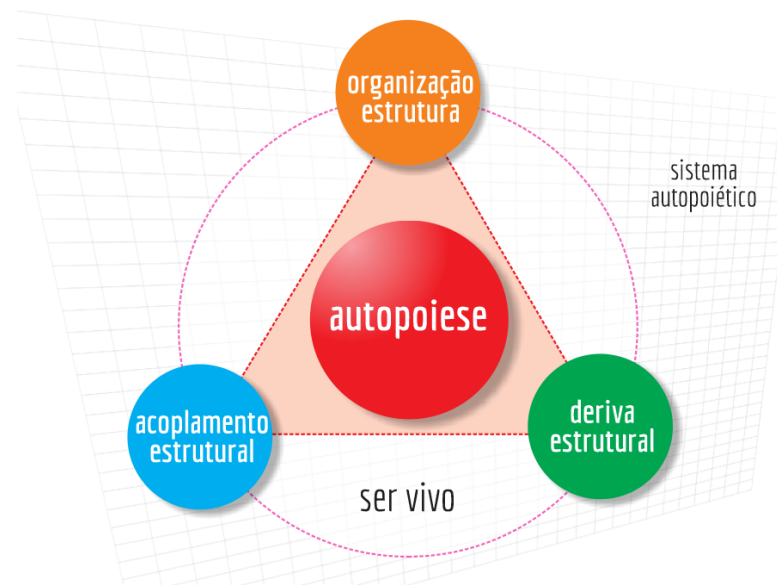 organização
estrutura
sistema
autopoiético
autopoiese
acoplamento
estrutural
deriva
estrutural
ser vivo